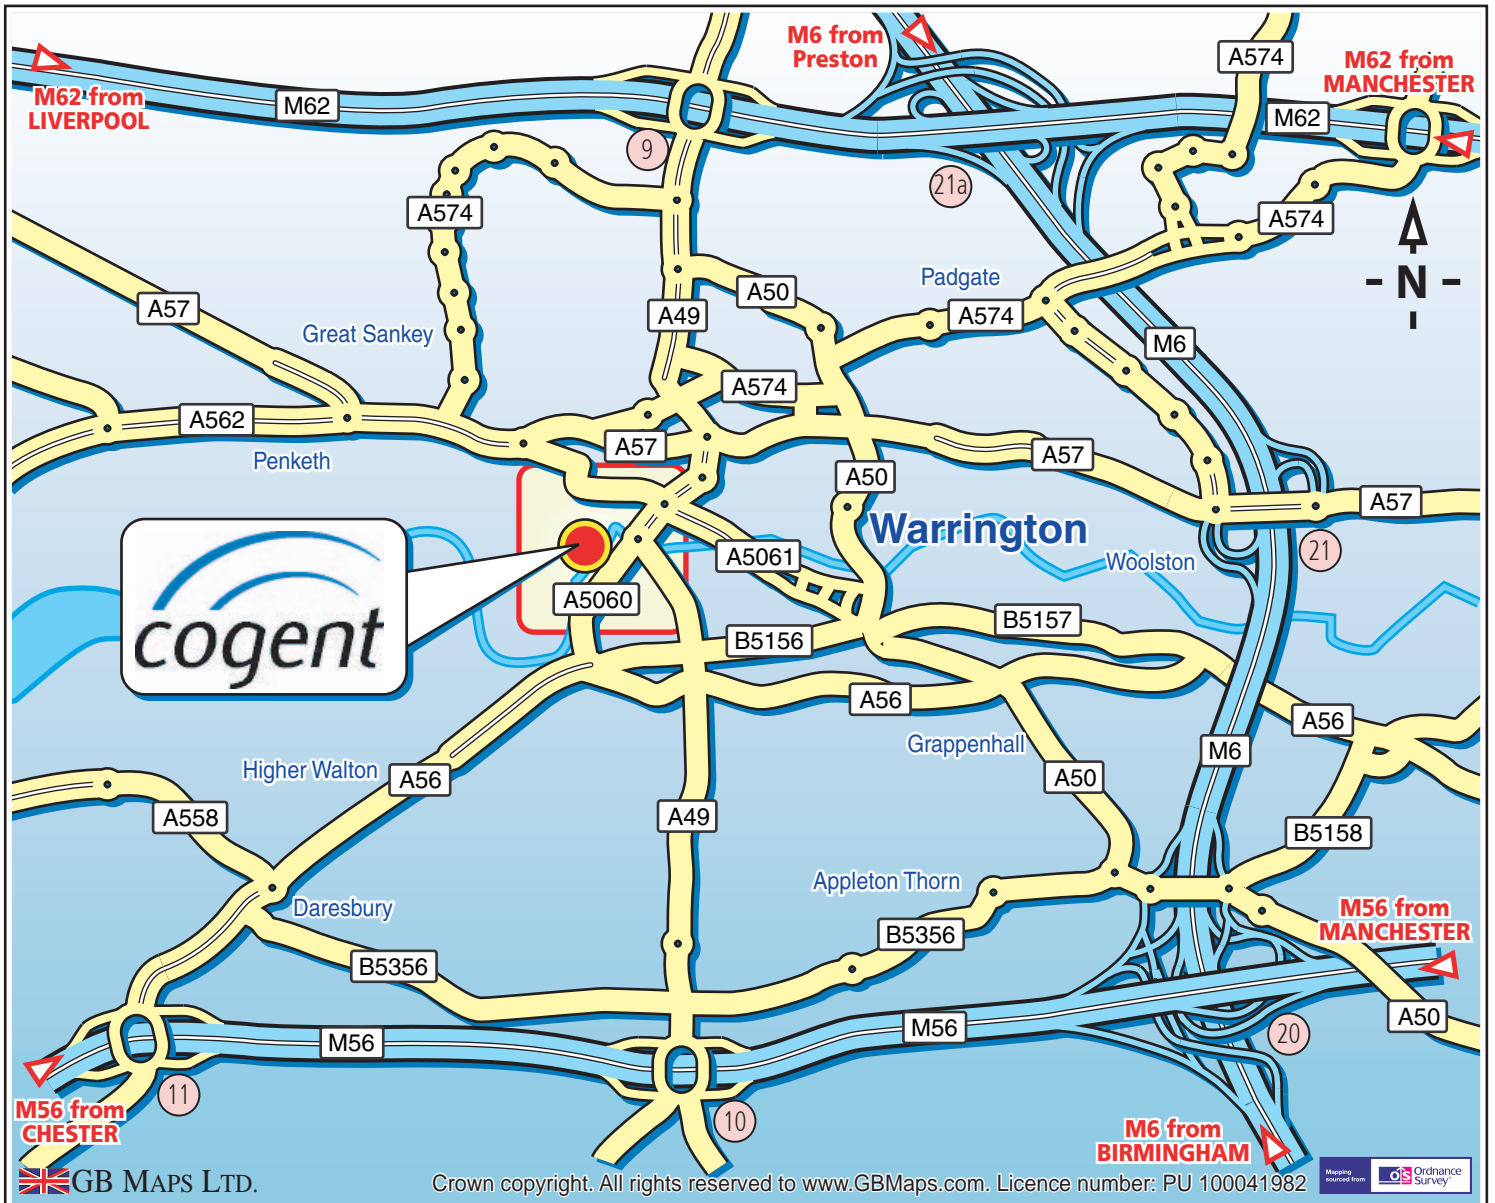 M6 from
Preston
A574
M62 from
MANCHESTER
M62 from
LIVERPOOL
M62
M62
9
21a
A574
A574
N
A57
A49
A50
Padgate
A574
Great Sankey
M6
A574
A562
A57
A57
Penketh
A50
A57
Warrington
21
A5061
Woolston
cogent
A5060
B5156
B5157
A56
A56
Grappenhall
M6
Higher Walton
A56
A50
A558
A49
B5158
Appleton Thorn
Daresbury
M56 from
MANCHESTER
B5356
B5356
M56
M56
20
A50
11
10
M56 from
CHESTER
M6 from
BIRMINGHAM
GB MAPS LTD.
Crown copyright. All rights reserved to www.GBMaps.com. Licence number: PU 100041982
Mapping
sourced from
os
Ordnance
Survey